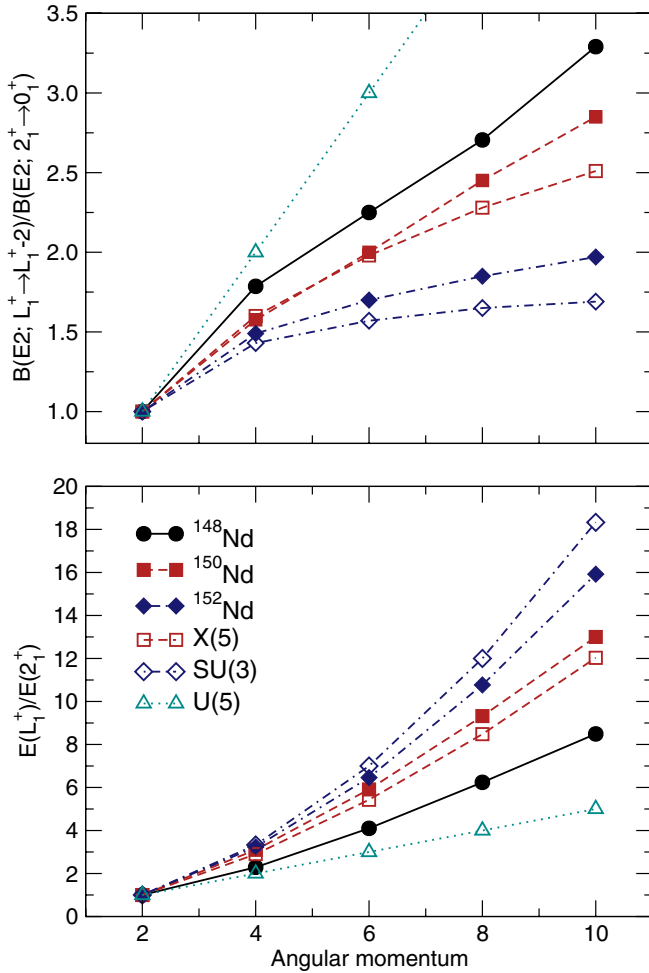 3.5
3.0
2.5
2.0
1.5
1.0
B(E2; L₁⁺→L₁⁺-2)/B(E2; 2₁⁺→0₁⁺)
20
18
16
14
12
10
8
6
4
2
0
E(L₁⁺)/E(2₁⁺)
¹⁴⁸Nd
¹⁵⁰Nd
¹⁵²Nd
X(5)
SU(3)
U(5)
2 4 6 8 10
Angular momentum